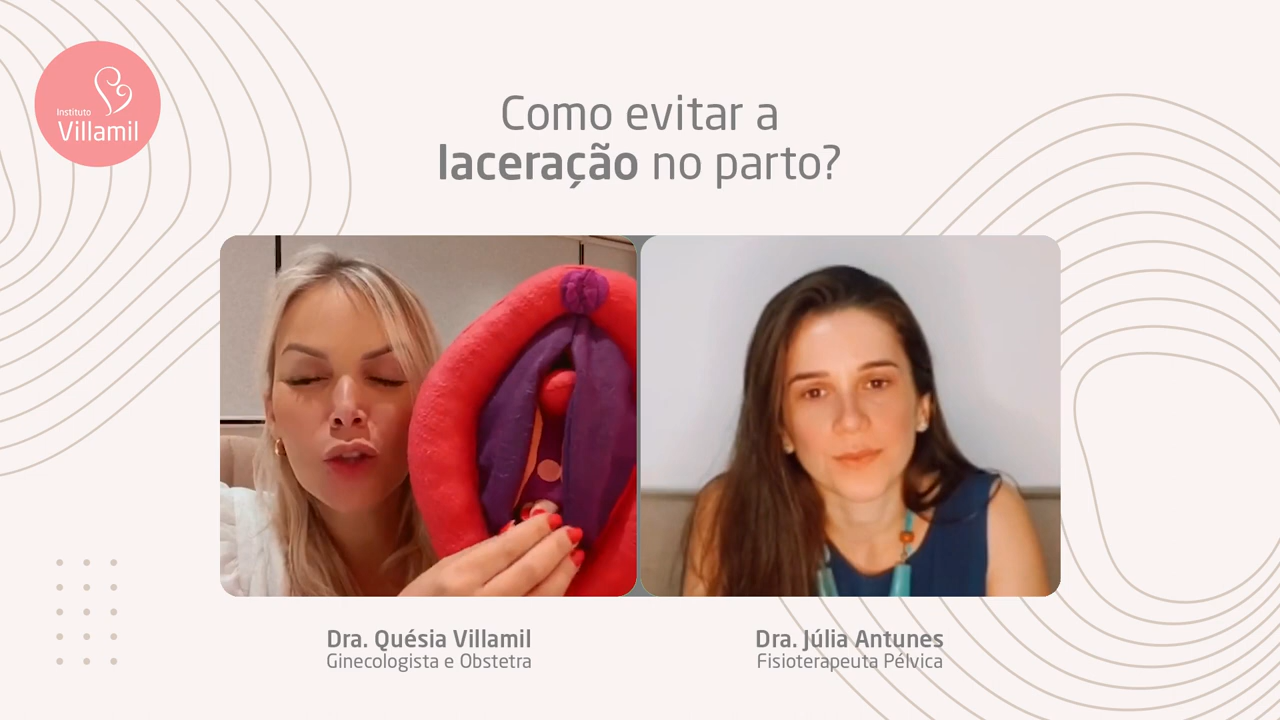 Instituto
Villamil
Como evitar a
laceração no parto?
Dra. Quésia Villamil
Ginecologista e Obstetra
Dra. Júlia Antunes
Fisioterapeuta Pélvica